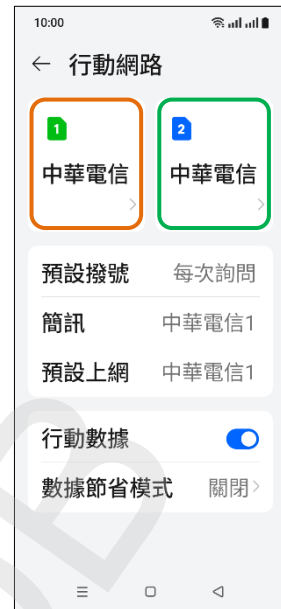 10:00
行動網路
1
2
中華電信
中華電信
預設撥號 每次詢問
簡訊 中華電信1
預設上網 中華電信1
行動數據
數據節省模式 關閉